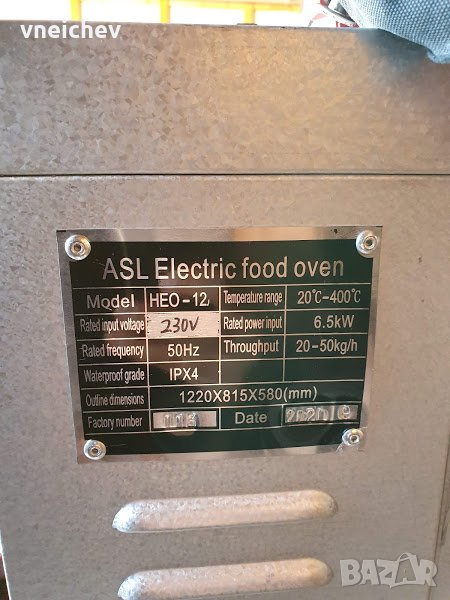 vneichev
ASL Electric food oven
Model HEO-12 Temperature range 20℃-400℃
Rated input voltage 230V Rated power input 6.5kW
Rated frequency 50Hz Throughput 20-50kg/h
Waterproof grade IPX4
Outline dimensions 1220X815X580(mm)
Factory number Date
BAZAR